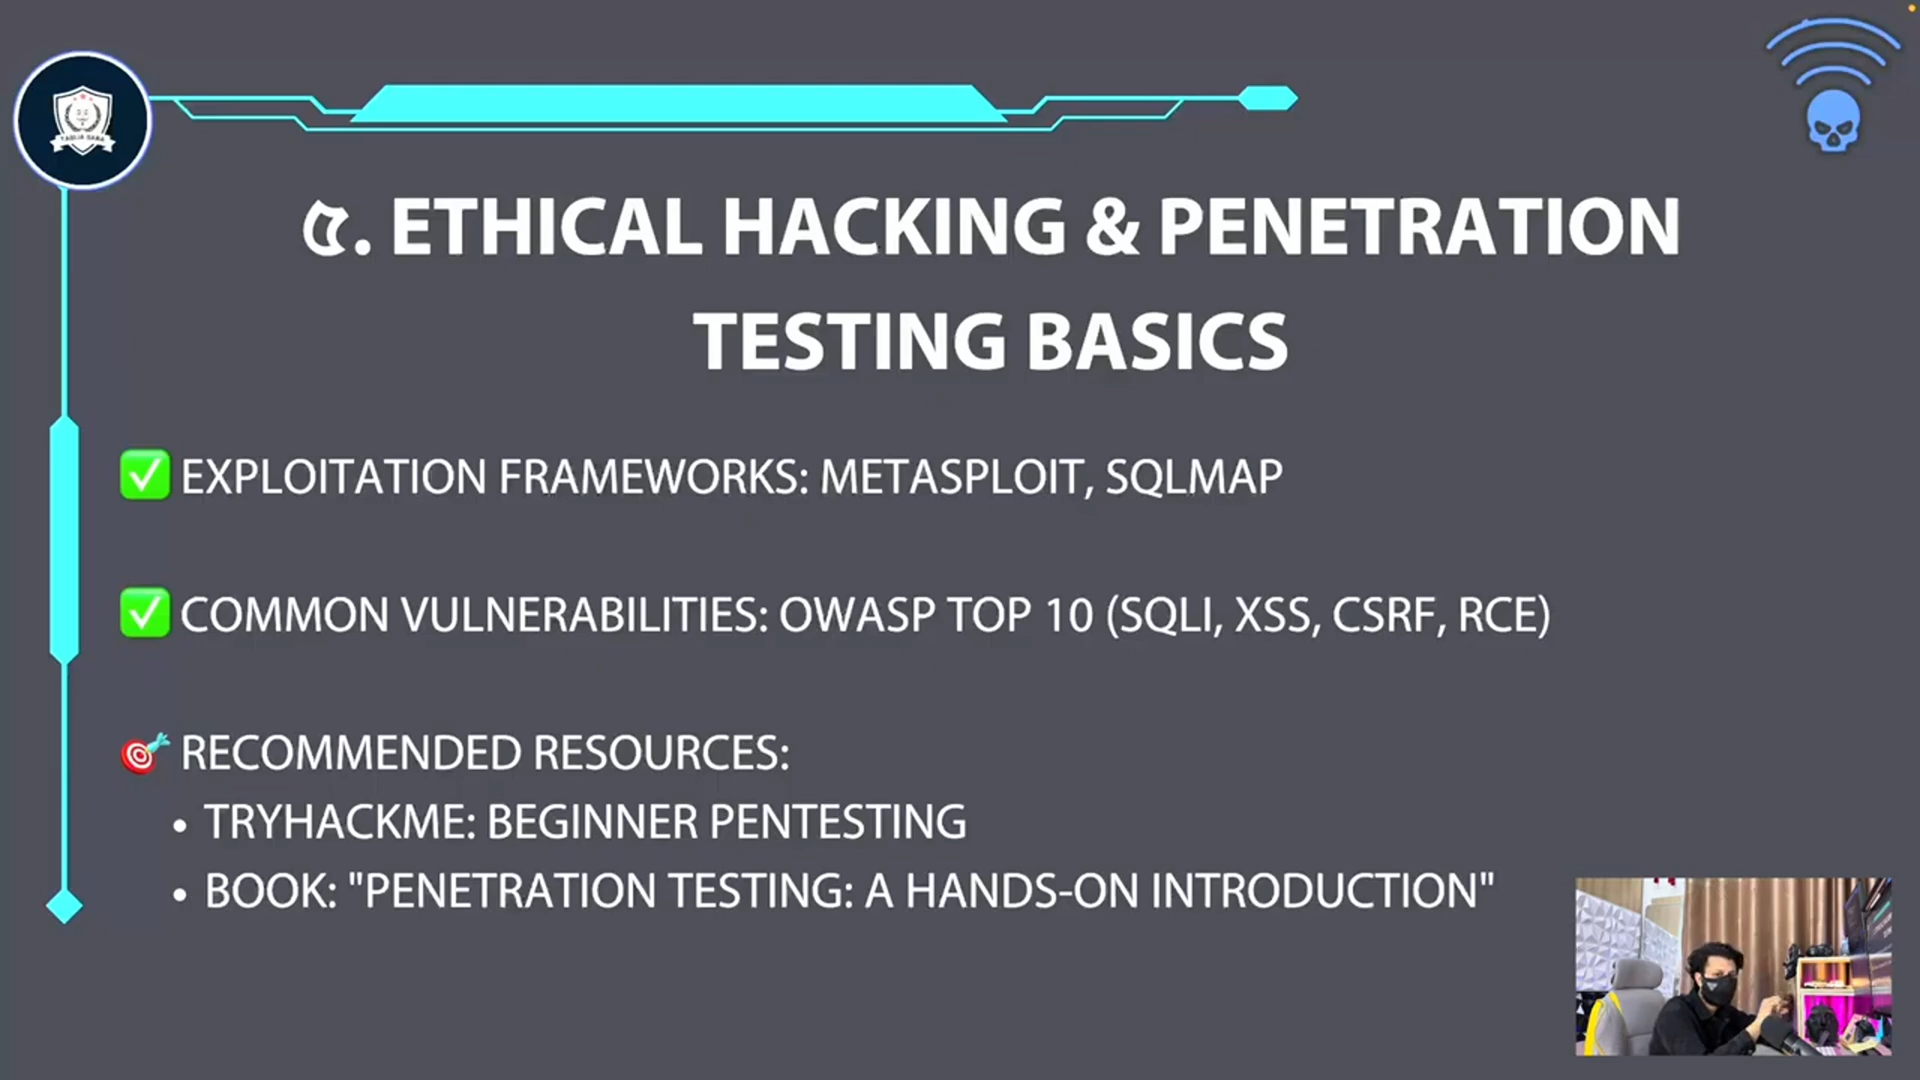 ৫. ETHICAL HACKING & PENETRATION
TESTING BASICS
✅ EXPLOITATION FRAMEWORKS: METASPLOIT, SQLMAP
✅ COMMON VULNERABILITIES: OWASP TOP 10 (SQLI, XSS, CSRF, RCE)
🎯 RECOMMENDED RESOURCES:
• TRYHACKME: BEGINNER PENTESTING
• BOOK: "PENETRATION TESTING: A HANDS-ON INTRODUCTION"